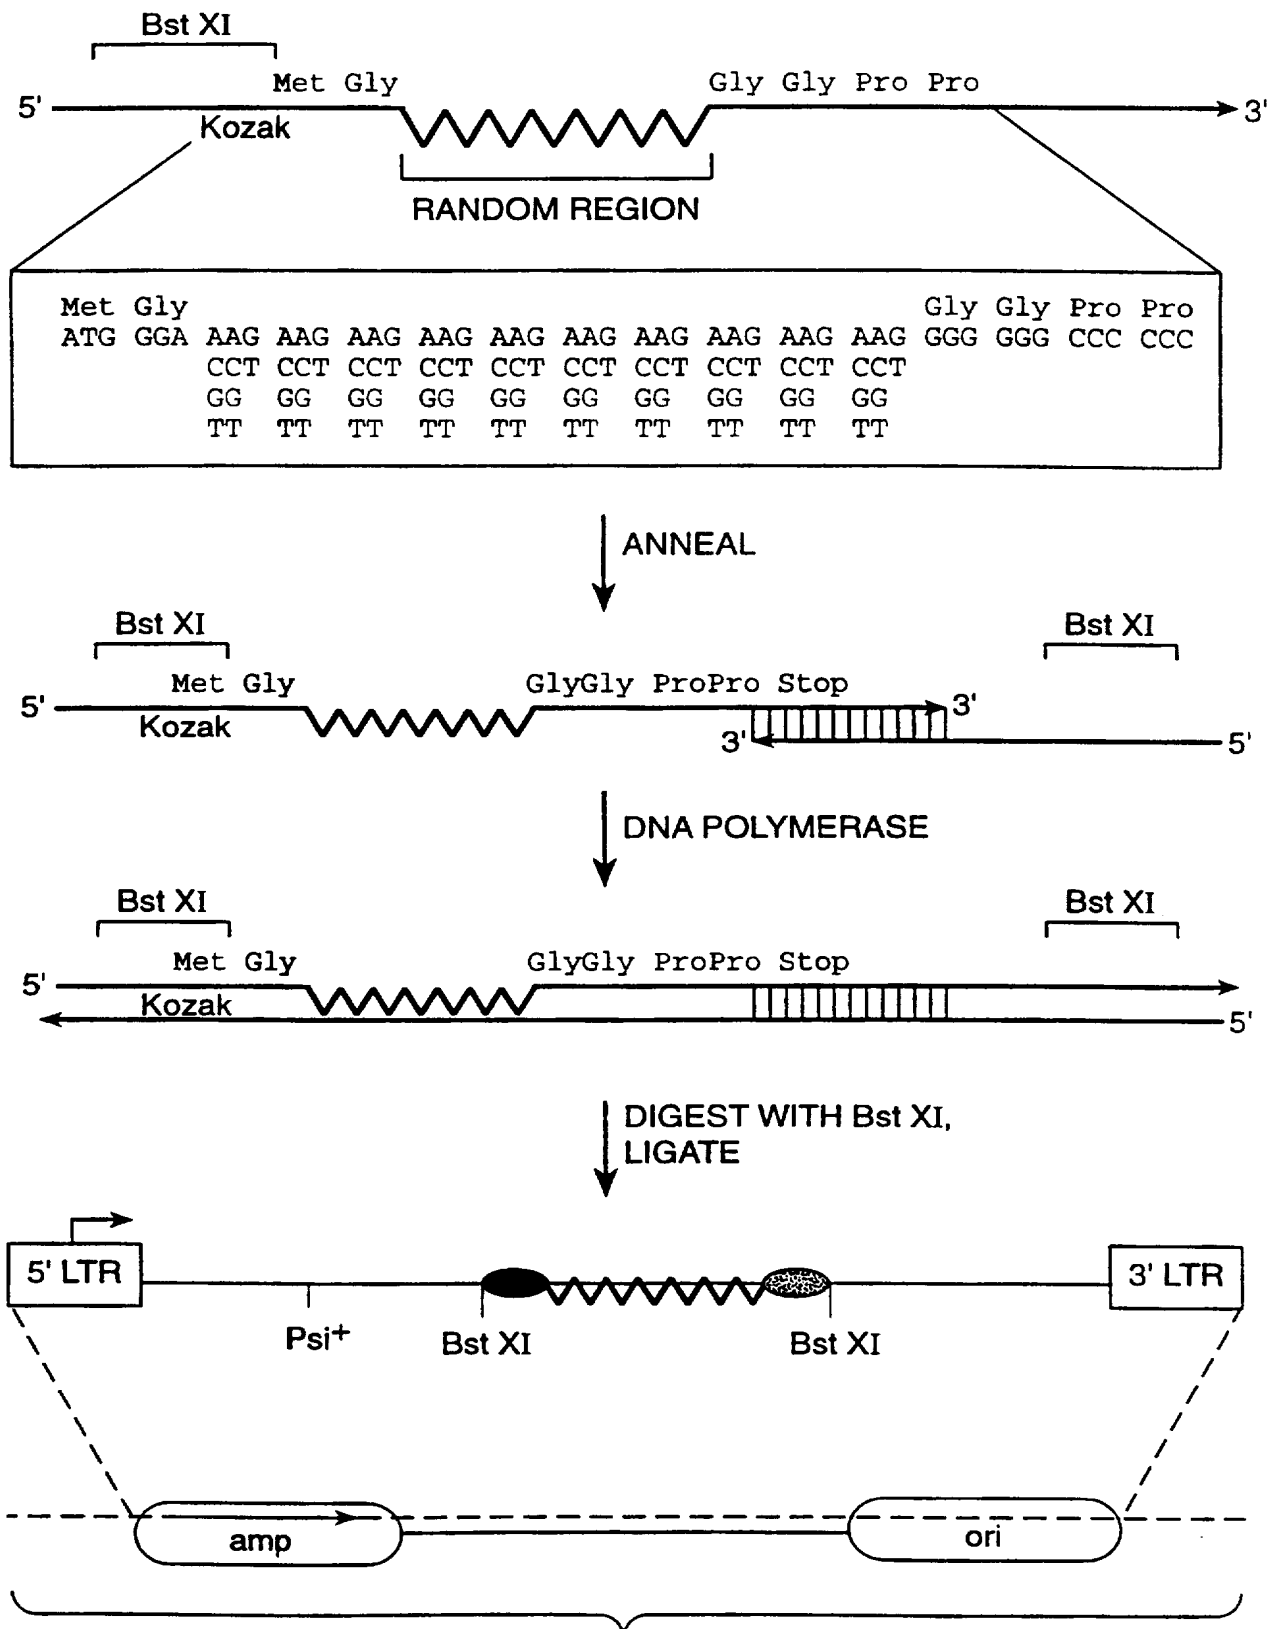 Bst XI
Met Gly Gly Gly Pro Pro
5' 3'
Kozak
RANDOM REGION
Met Gly Gly Gly Pro Pro
ATG GGA AAG AAG AAG AAG AAG AAG AAG AAG AAG AAG GGG GGG CCC CCC
CCT CCT CCT CCT CCT CCT CCT CCT CCT CCT
GG GG GG GG GG GG GG GG GG GG
TT TT TT TT TT TT TT TT TT TT
ANNEAL
Bst XI Bst XI
Met Gly GlyGly ProPro Stop
5' 3'
Kozak
3' 5'
DNA POLYMERASE
Bst XI Bst XI
Met Gly GlyGly ProPro Stop
5'
Kozak
5'
DIGEST WITH Bst XI,
LIGATE
5' LTR 3' LTR
Psi+ Bst XI Bst XI
amp ori